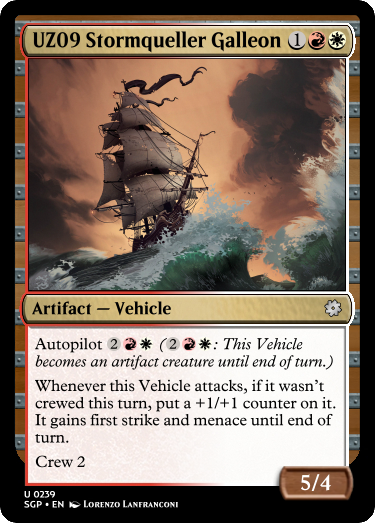 UZ09 Stormqueller Galleon 1
Artifact — Vehicle
Autopilot 2 (2 : This Vehicle
becomes an artifact creature until end of turn.)
Whenever this Vehicle attacks, if it wasn't
crewed this turn, put a +1/+1 counter on it.
It gains first strike and menace until end of
turn.
Crew 2
5/4
U 0239
SGP • EN Lorenzo Lanfranconi